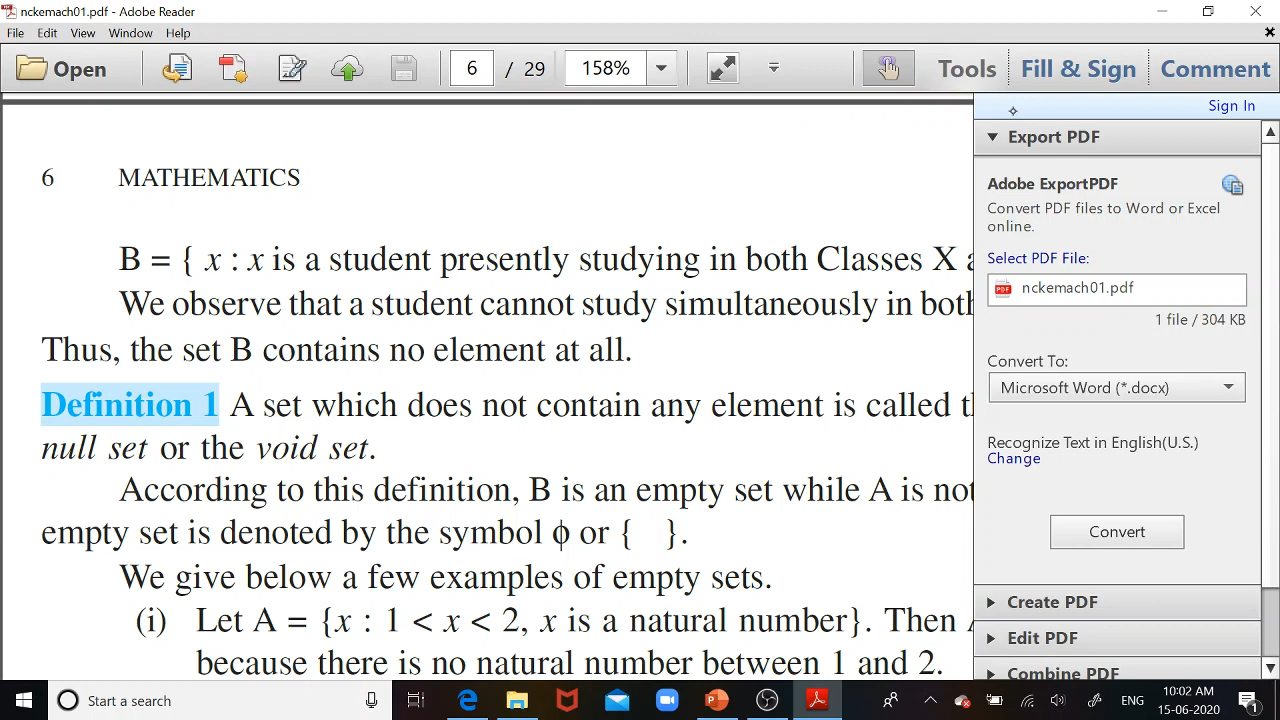 nckemach01.pdf - Adobe Reader
File Edit View Window Help
Open 6 / 29 158% Tools Fill & Sign Comment
Sign In
6 MATHEMATICS
B = { x : x is a student presently studying in both Classes X
We observe that a student cannot study simultaneously in both
Thus, the set B contains no element at all.
Definition 1 A set which does not contain any element is called
null set or the void set.
According to this definition, B is an empty set while A is not
empty set is denoted by the symbol ϕ or { }.
We give below a few examples of empty sets.
(i) Let A = {x : 1 < x < 2, x is a natural number}. Then
because there is no natural number between 1 and 2.
Export PDF
Adobe ExportPDF
Convert PDF files to Word or Excel
online.
Select PDF File:
nckemach01.pdf
1 file / 304 KB
Convert To:
Microsoft Word (*.docx)
Recognize Text in English(U.S.)
Change
Convert
Create PDF
Edit PDF
Combine PDF
Start a search
ENG
10:02 AM
15-06-2020
1